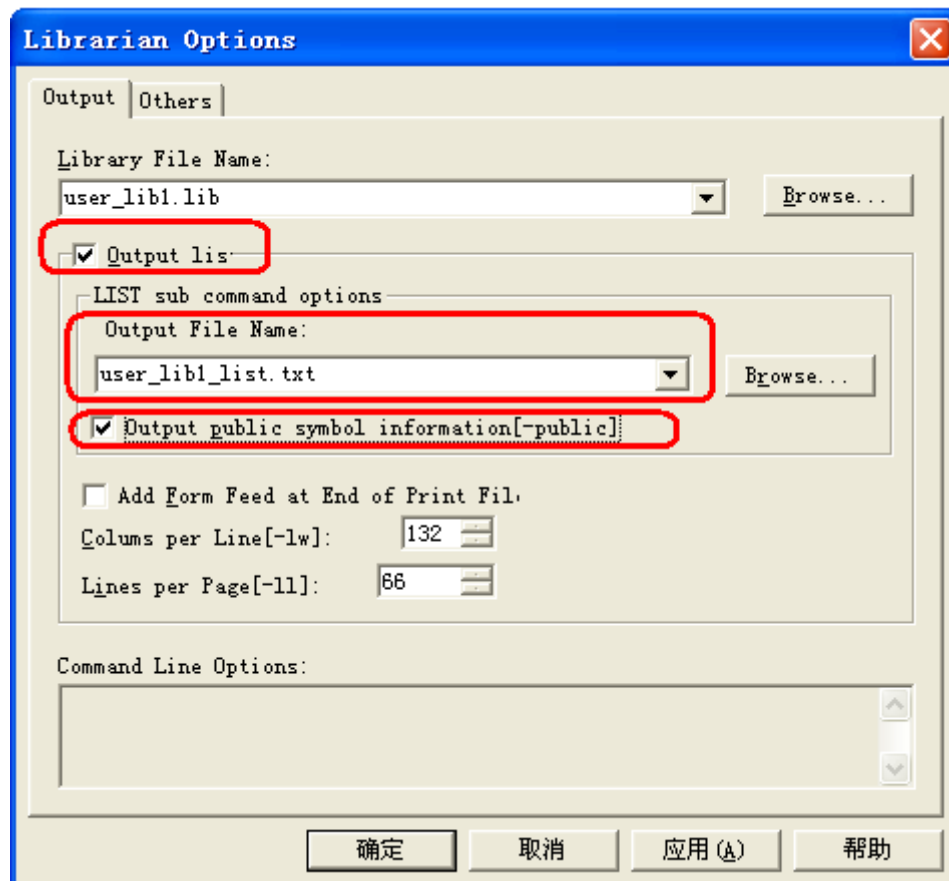 Librarian Options
Output Others
Library File Name:
user_lib1.lib Browse...
Output lis
LIST sub command options
Output File Name:
user_lib1_list.txt Browse...
Output public symbol information[-public]
Add Form Feed at End of Print Fil
Colums per Line[-lw]: 132
Lines per Page[-ll]: 66
Command Line Options:
确定 取消 应用(A) 帮助